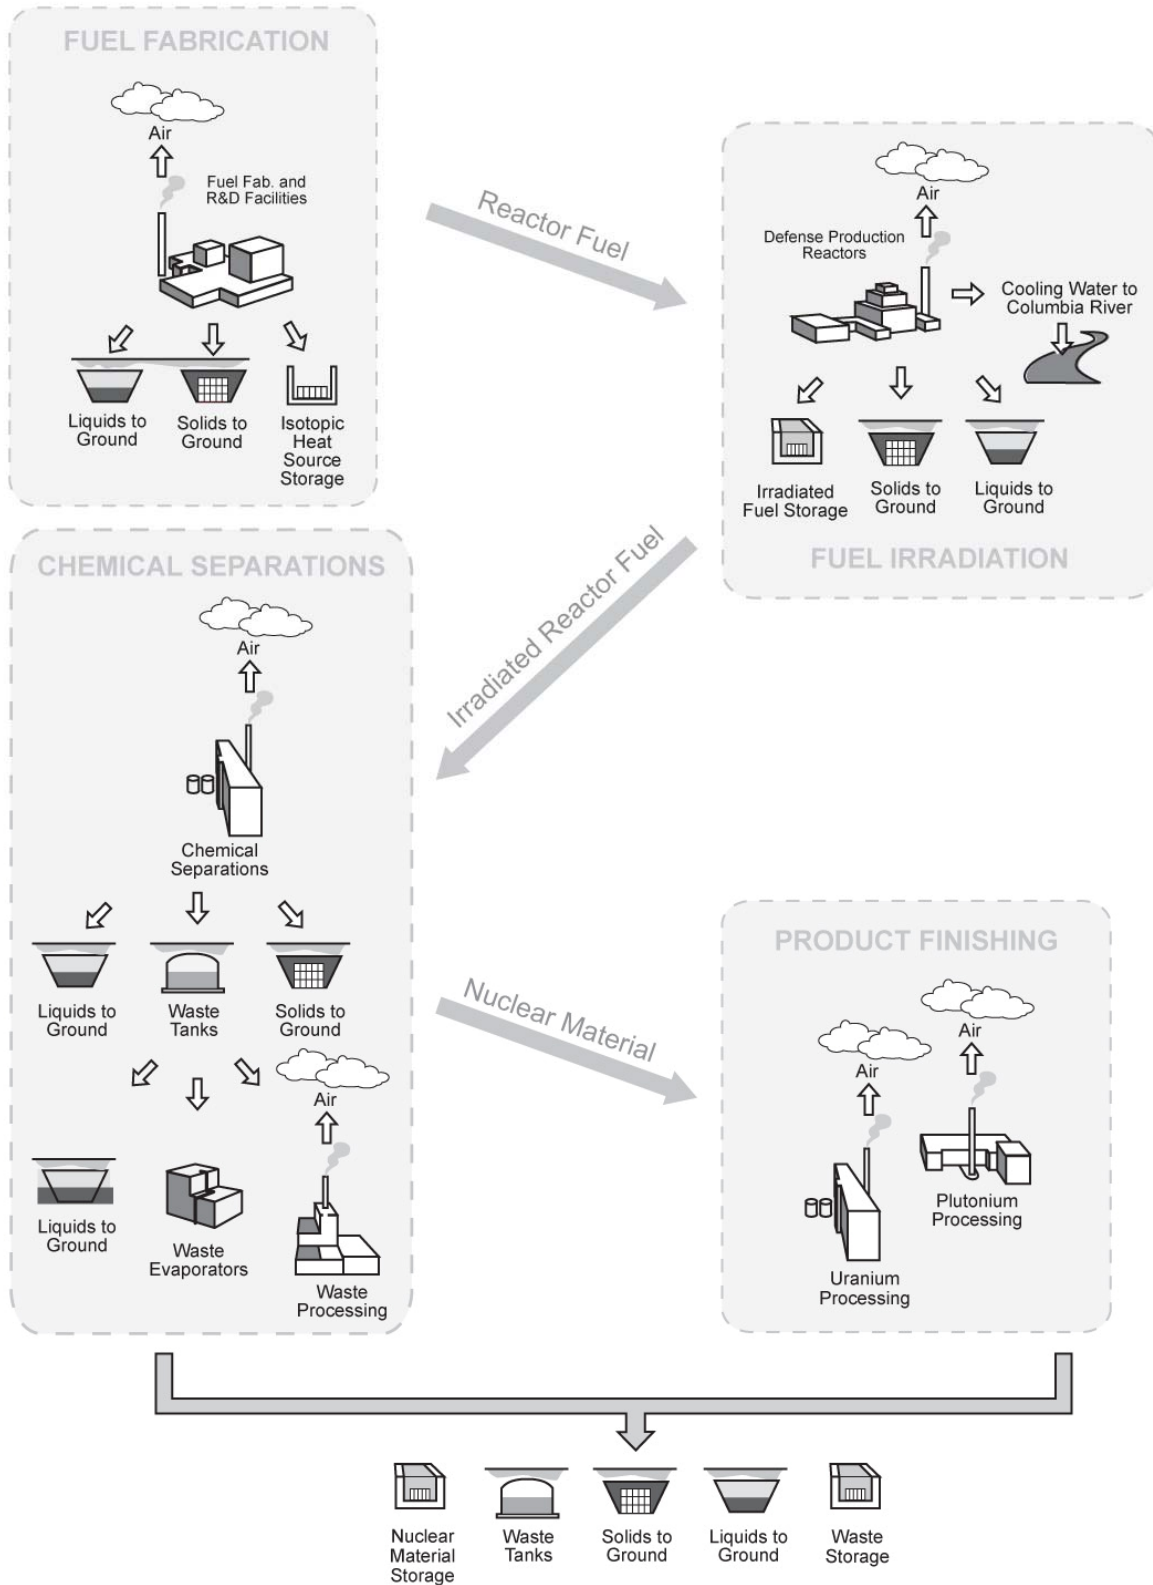 FUEL FABRICATION
Air
Fuel Fab. and
R&D Facilities
Liquids to
Ground
Solids to
Ground
Isotopic
Heat
Source
Storage
Reactor Fuel
Air
Defense Production
Reactors
Cooling Water to
Columbia River
Irradiated
Fuel Storage
Solids to
Ground
Liquids to
Ground
FUEL IRRADIATION
Irradiated Reactor Fuel
CHEMICAL SEPARATIONS
Air
Chemical
Separations
Liquids to
Ground
Waste
Tanks
Solids to
Ground
Air
Liquids to
Ground
Waste
Evaporators
Waste
Processing
Nuclear Material
PRODUCT FINISHING
Air
Air
Plutonium
Processing
Uranium
Processing
Nuclear
Material
Storage
Waste
Tanks
Solids to
Ground
Liquids to
Ground
Waste
Storage